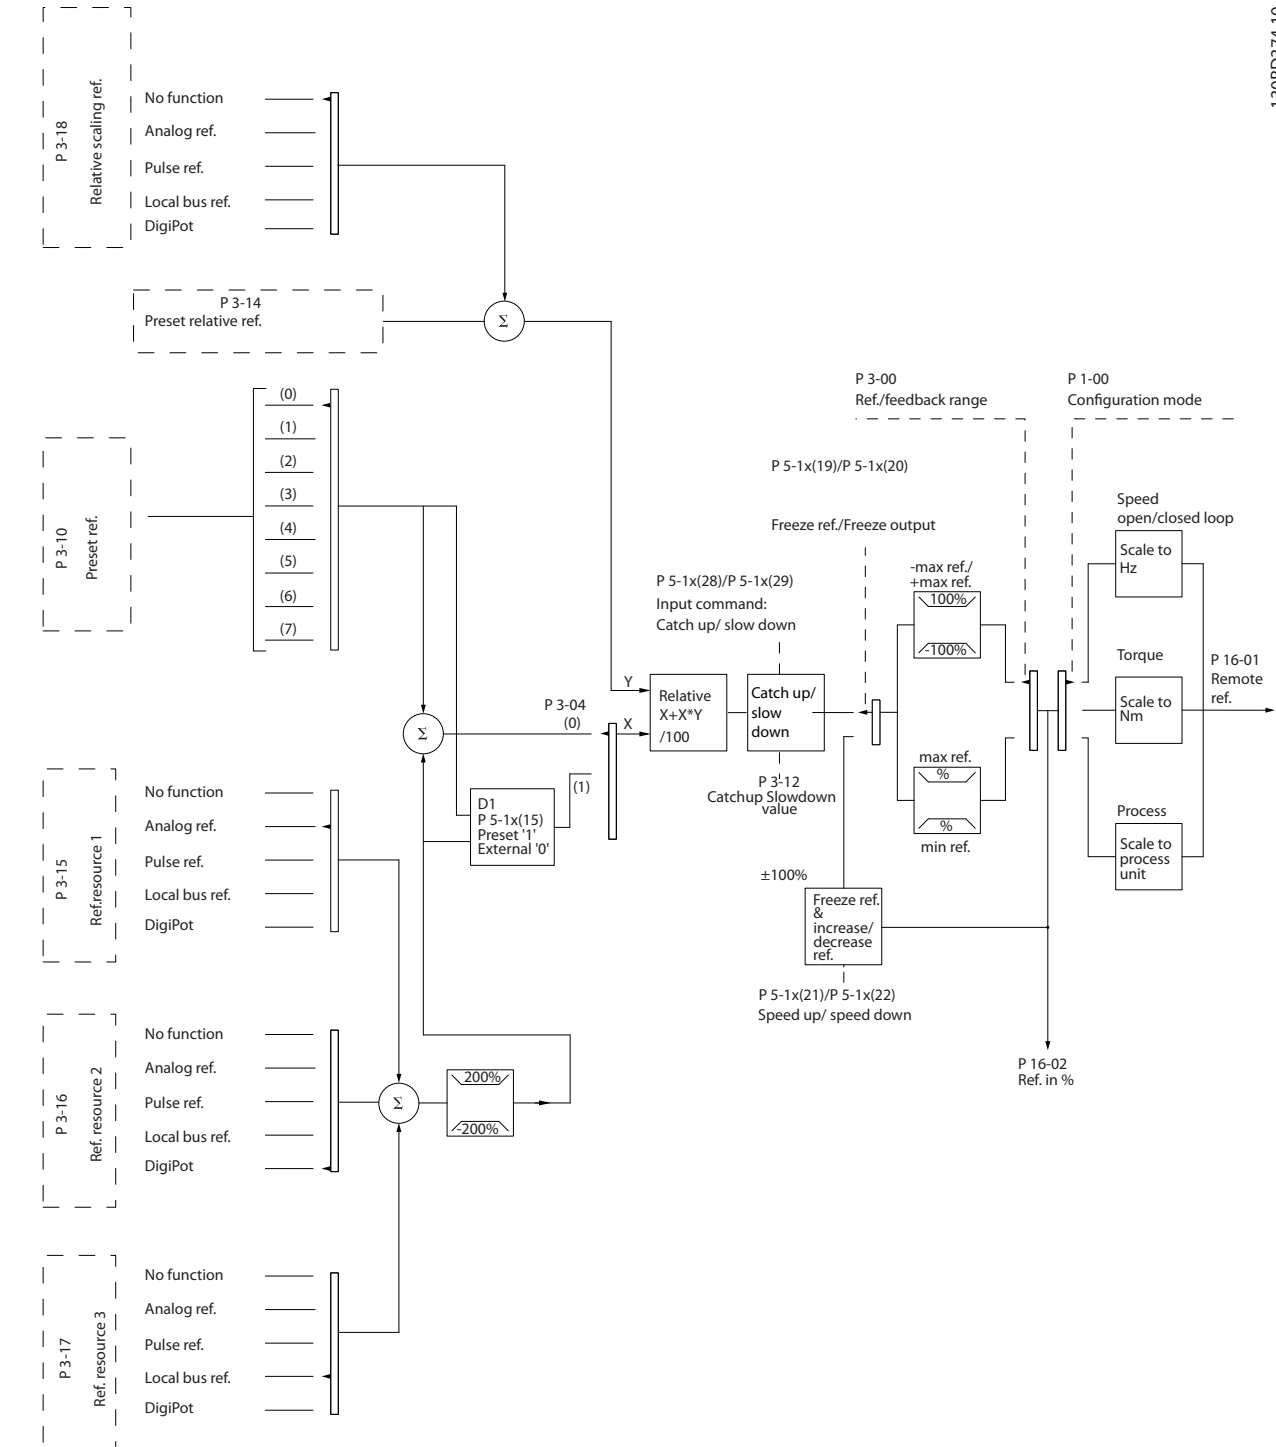 P 3-18
Relative scaling ref.
No function
Analog ref.
Pulse ref.
Local bus ref.
DigiPot
P 3-14
Preset relative ref.
Σ
P 3-10
Preset ref.
(0)
(1)
(2)
(3)
(4)
(5)
(6)
(7)
Σ
P 3-04
(0)
(1)
Y
X
D1
P 5-1x(15)
Preset '1'
External '0'
Relative
X+X*Y
/100
P 5-1x(28)/P 5-1x(29)
Input command:
Catch up/ slow down
Catch up/
slow
down
P 3-12
Catchup Slowdown
value
P 5-1x(19)/P 5-1x(20)
Freeze ref./Freeze output
P 3-00
Ref./feedback range
P 1-00
Configuration mode
-max ref./
+max ref.
100%
-100%
max ref.
%
%
min ref.
Speed
open/closed loop
Scale to
Hz
Torque
Scale to
Nm
Process
Scale to
process
unit
P 16-01
Remote
ref.
±100%
Freeze ref.
&
increase/
decrease
ref.
P 5-1x(21)/P 5-1x(22)
Speed up/ speed down
P 16-02
Ref. in %
P 3-15
Ref.resource 1
No function
Analog ref.
Pulse ref.
Local bus ref.
DigiPot
P 3-16
Ref. resource 2
No function
Analog ref.
Pulse ref.
Local bus ref.
DigiPot
Σ
200%
-200%
P 3-17
Ref. resource 3
No function
Analog ref.
Pulse ref.
Local bus ref.
DigiPot